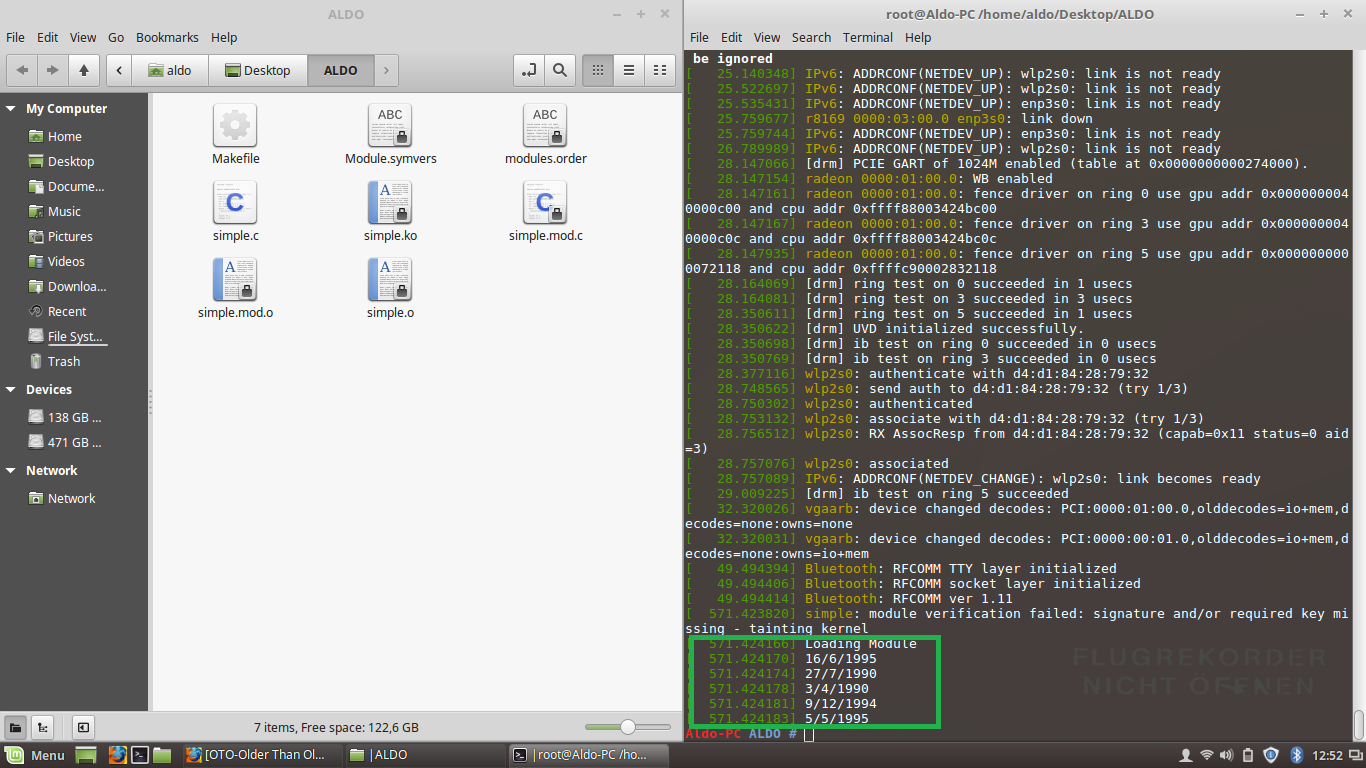 ALDO
File Edit View Go Bookmarks Help
aldo Desktop ALDO
My Computer
Home
Desktop
Docume...
Music
Pictures
Videos
Downloa...
Recent
File Syst...
Trash
Devices
138 GB ...
471 GB ...
Network
Network
Makefile
Module.symvers
modules.order
simple.c
simple.ko
simple.mod.c
simple.mod.o
simple.o
7 items, Free space: 122,6 GB
root@Aldo-PC /home/aldo/Desktop/ALDO
File Edit View Search Terminal Help
be ignored
[   25.140348] IPv6: ADDRCONF(NETDEV_UP): wlp2s0: link is not ready
[   25.522697] IPv6: ADDRCONF(NETDEV_UP): wlp2s0: link is not ready
[   25.535431] IPv6: ADDRCONF(NETDEV_UP): enp3s0: link is not ready
[   25.759677] r8169 0000:03:00.0 enp3s0: link down
[   25.759744] IPv6: ADDRCONF(NETDEV_UP): enp3s0: link is not ready
[   26.789989] IPv6: ADDRCONF(NETDEV_UP): wlp2s0: link is not ready
[   28.147066] [drm] PCIE GART of 1024M enabled (table at 0x0000000000274000).
[   28.147154] radeon 0000:01:00.0: WB enabled
[   28.147161] radeon 0000:01:00.0: fence driver on ring 0 use gpu addr 0x000000004
0000c00 and cpu addr 0xffff88003424bc00
[   28.147167] radeon 0000:01:00.0: fence driver on ring 3 use gpu addr 0x000000004
0000c0c and cpu addr 0xffff88003424bc0c
[   28.147935] radeon 0000:01:00.0: fence driver on ring 5 use gpu addr 0x000000000
0072118 and cpu addr 0xffffc90002832118
[   28.164069] [drm] ring test on 0 succeeded in 1 usecs
[   28.164081] [drm] ring test on 3 succeeded in 3 usecs
[   28.350611] [drm] ring test on 5 succeeded in 1 usecs
[   28.350622] [drm] UVD initialized successfully.
[   28.350698] [drm] ib test on ring 0 succeeded in 0 usecs
[   28.350769] [drm] ib test on ring 3 succeeded in 0 usecs
[   28.377116] wlp2s0: authenticate with d4:d1:84:28:79:32
[   28.748565] wlp2s0: send auth to d4:d1:84:28:79:32 (try 1/3)
[   28.750302] wlp2s0: authenticated
[   28.753132] wlp2s0: associate with d4:d1:84:28:79:32 (try 1/3)
[   28.756512] wlp2s0: RX AssocResp from d4:d1:84:28:79:32 (capab=0x11 status=0 aid
=3)
[   28.757076] wlp2s0: associated
[   28.757089] IPv6: ADDRCONF(NETDEV_CHANGE): wlp2s0: link becomes ready
[   29.009225] [drm] ib test on ring 5 succeeded
[   32.320026] vgaarb: device changed decodes: PCI:0000:01:00.0,olddecodes=io+mem,d
ecodes=none:owns=none
[   32.320031] vgaarb: device changed decodes: PCI:0000:00:01.0,olddecodes=io+mem,d
ecodes=none:owns=io+mem
[   49.494394] Bluetooth: RFCOMM TTY layer initialized
[   49.494406] Bluetooth: RFCOMM socket layer initialized
[   49.494414] Bluetooth: RFCOMM ver 1.11
[  571.423820] simple: module verification failed: signature and/or required key mi
ssing - tainting kernel
[  571.424166] Loading Module
[  571.424170] 16/6/1995
[  571.424174] 27/7/1990
[  571.424178] 3/4/1990
[  571.424181] 9/12/1994
[  571.424183] 5/5/1995
Aldo-PC ALDO #
FLUGREKORDER
NICHT ÖFFNEN
Menu
[OTO-Older Than Ol...
|ALDO
|root@Aldo-PC /ho...
12:52